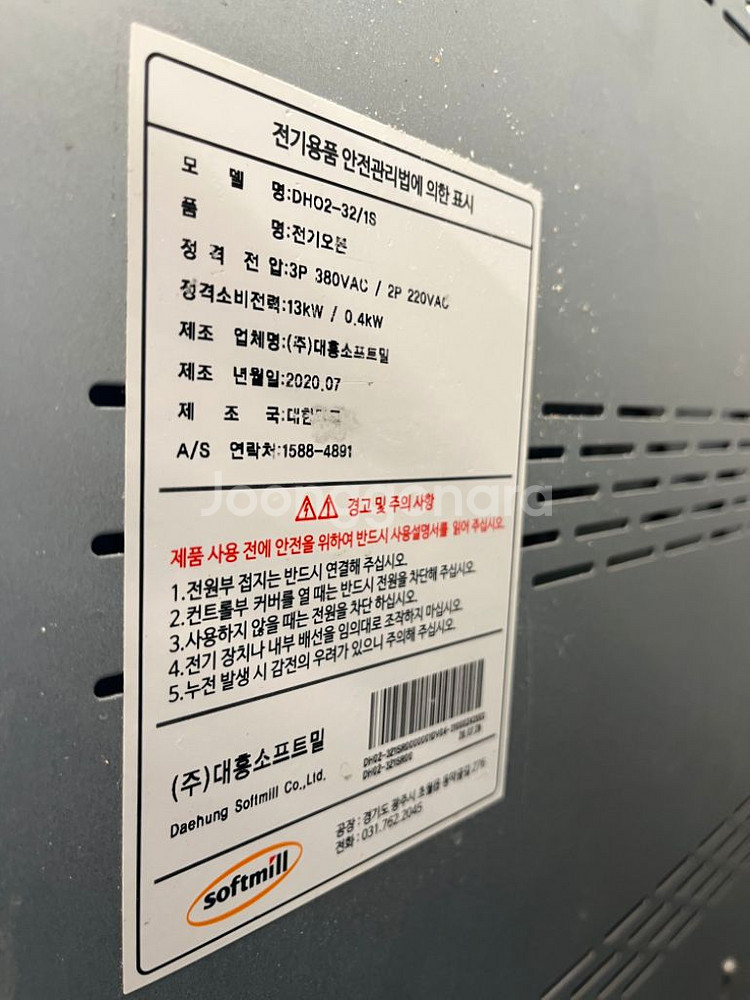 전기용품 안전관리법에 의한 표시
모 델 명:DHO2-32/1S
품 명:전기오븐
정 격 전 압:3P 380VAC / 2P 220VAC
정격소비전력:13kW / 0.4kW
제조 업체명:(주)대흥소프트밀
제조 년월일:2020.07
제 조 국:대한민국
A/S 연락처:1588-4891
경고 및 주의사항
제품 사용 전에 안전을 위하여 반드시 사용설명서를 읽어 주십시오.
1.전원부 접지는 반드시 연결해 주십시오.
2.컨트롤부 커버를 열 때는 반드시 전원을 차단해 주십시오.
3.사용하지 않을 때는 전원을 차단 하십시오.
4.전기 장치나 내부 배선을 임의대로 조작하지 마십시오.
5.누전 발생 시 감전의 우려가 있으니 주의해 주십시오.
(주)대흥소프트밀
Daehung Softmill Co.,Ltd.
DHO2-321SR00
공장 : 경기도 광주시 초월읍
전화 : 031.762.2045
softmill
Joonggonara